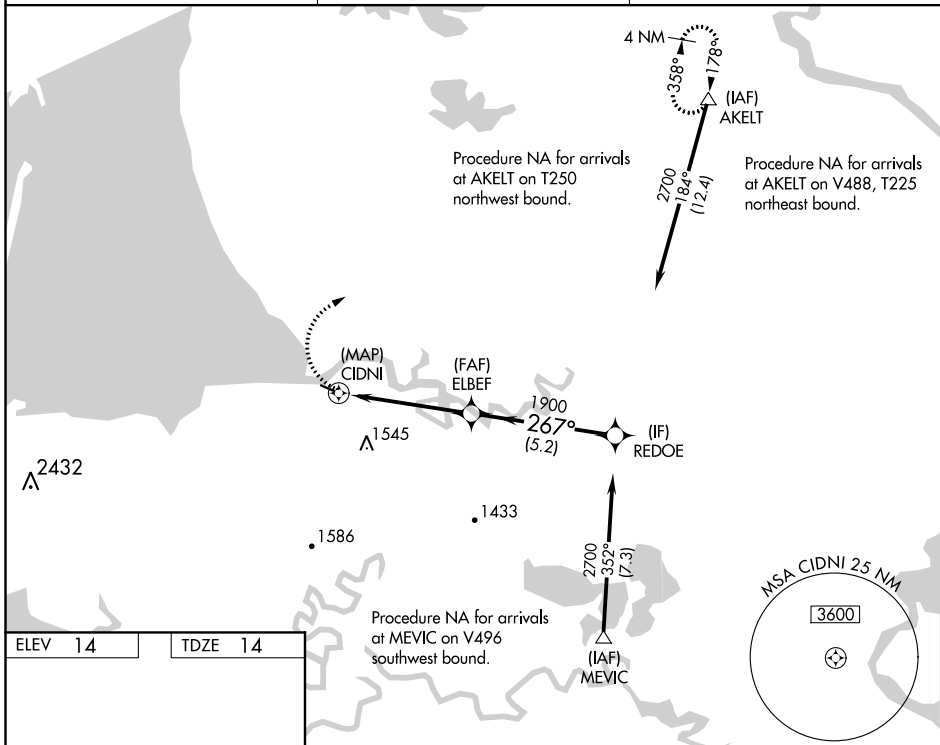 4 NM
358°
178°
(IAF)
AKELT
Procedure NA for arrivals
at AKELT on T250
northwest bound.
2700
184°
(12.4)
Procedure NA for arrivals
at AKELT on V488, T225
northeast bound.
(MAP)
CIDNI
(FAF)
ELBEF
1900
267°
(5.2)
(IF)
REDOE
1545
2432
1433
1586
2700
352°
(7.3)
MSA CIDNI 25 NM
3600
Procedure NA for arrivals
at MEVIC on V496
southwest bound.
(IAF)
MEVIC
ELEV 14
TDZE 14